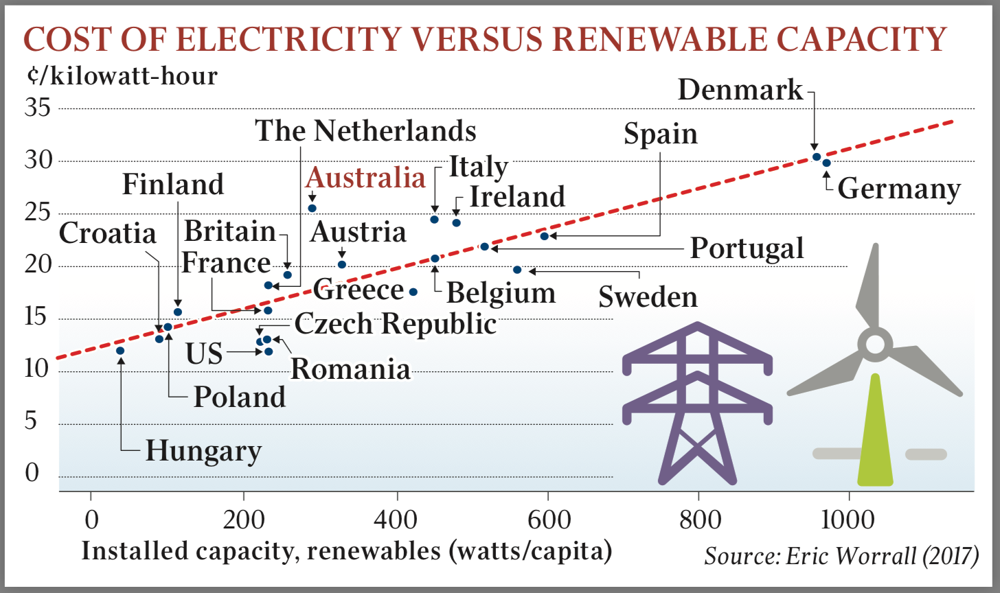 COST OF ELECTRICITY VERSUS RENEWABLE CAPACITY
¢/kilowatt-hour
Denmark
35
The Netherlands
Spain
30
Italy
Australia
Finland
Germany
Ireland
25
Croatia
Britain
Austria
Portugal
20
France
Greece
Belgium
Sweden
15
Czech Republic
US
10
Romania
Poland
5
Hungary
0
0 200 400 600 800 1000
Installed capacity, renewables (watts/capita)
Source: Eric Worrall (2017)